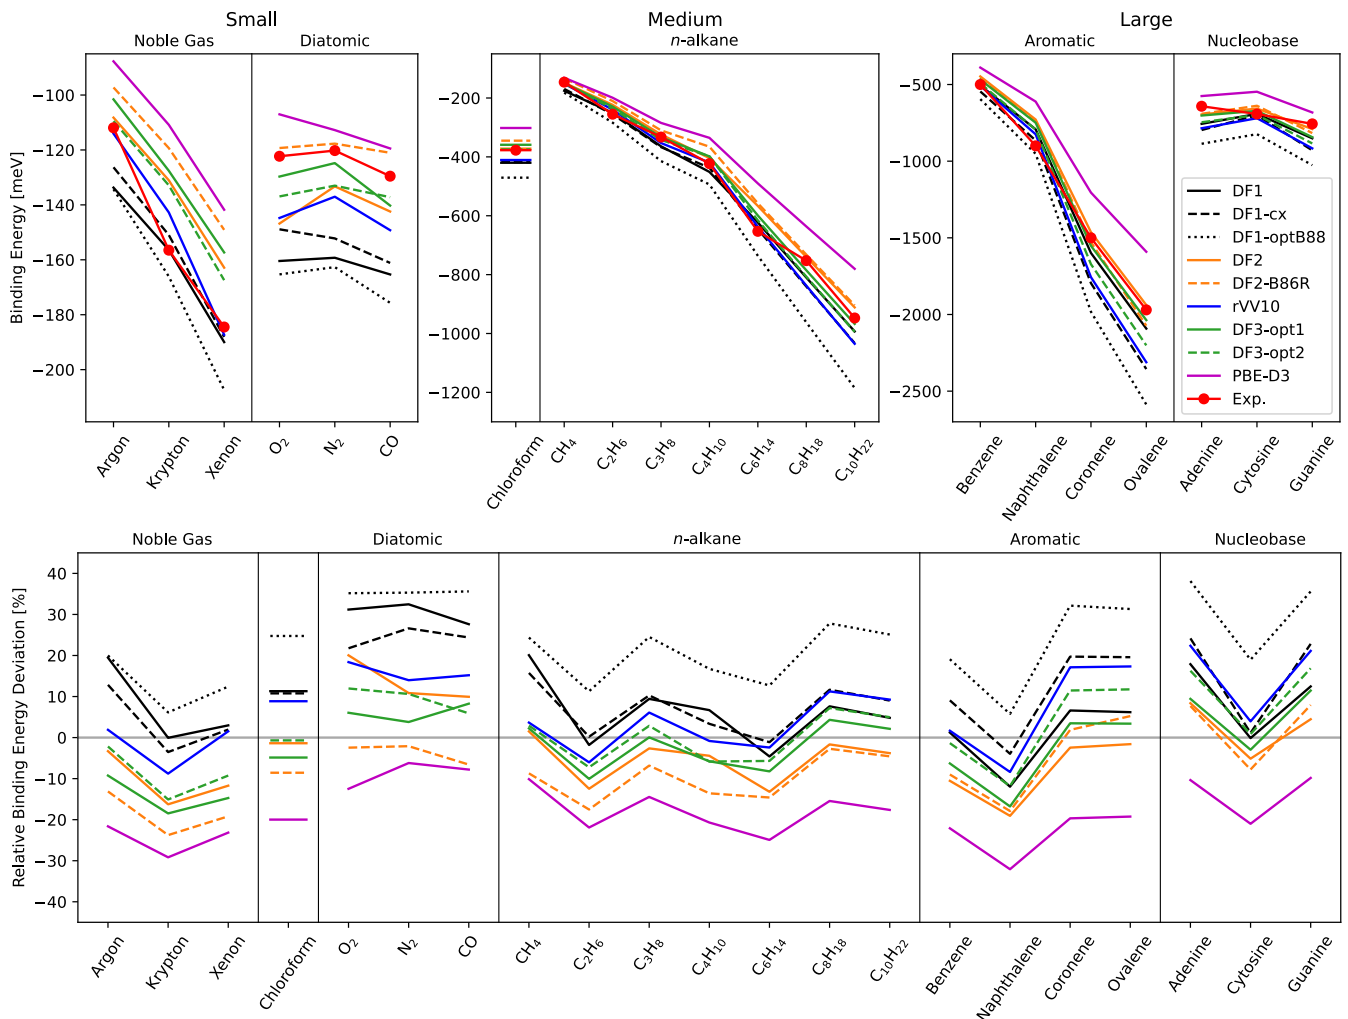 Small
Medium
Large
Noble Gas
Diatomic
n-alkane
Aromatic
Nucleobase
Binding Energy [meV]
−100
−120
−140
−160
−180
−200
−200
−400
−600
−800
−1000
−1200
−500
−1000
−1500
−2000
−2500
DF1
DF1-cx
DF1-optB88
DF2
DF2-B86R
rVV10
DF3-opt1
DF3-opt2
PBE-D3
Exp.
Argon
Krypton
Xenon
O₂
N₂
CO
Chloroform
CH₄
C₂H₆
C₃H₈
C₄H₁₀
C₆H₁₄
C₈H₁₈
C₁₀H₂₂
Benzene
Naphthalene
Coronene
Ovalene
Adenine
Cytosine
Guanine
Noble Gas
Diatomic
n-alkane
Aromatic
Nucleobase
Relative Binding Energy Deviation [%]
40
30
20
10
0
−10
−20
−30
−40
Argon
Krypton
Xenon
Chloroform
O₂
N₂
CO
CH₄
C₂H₆
C₃H₈
C₄H₁₀
C₆H₁₄
C₈H₁₈
C₁₀H₂₂
Benzene
Naphthalene
Coronene
Ovalene
Adenine
Cytosine
Guanine